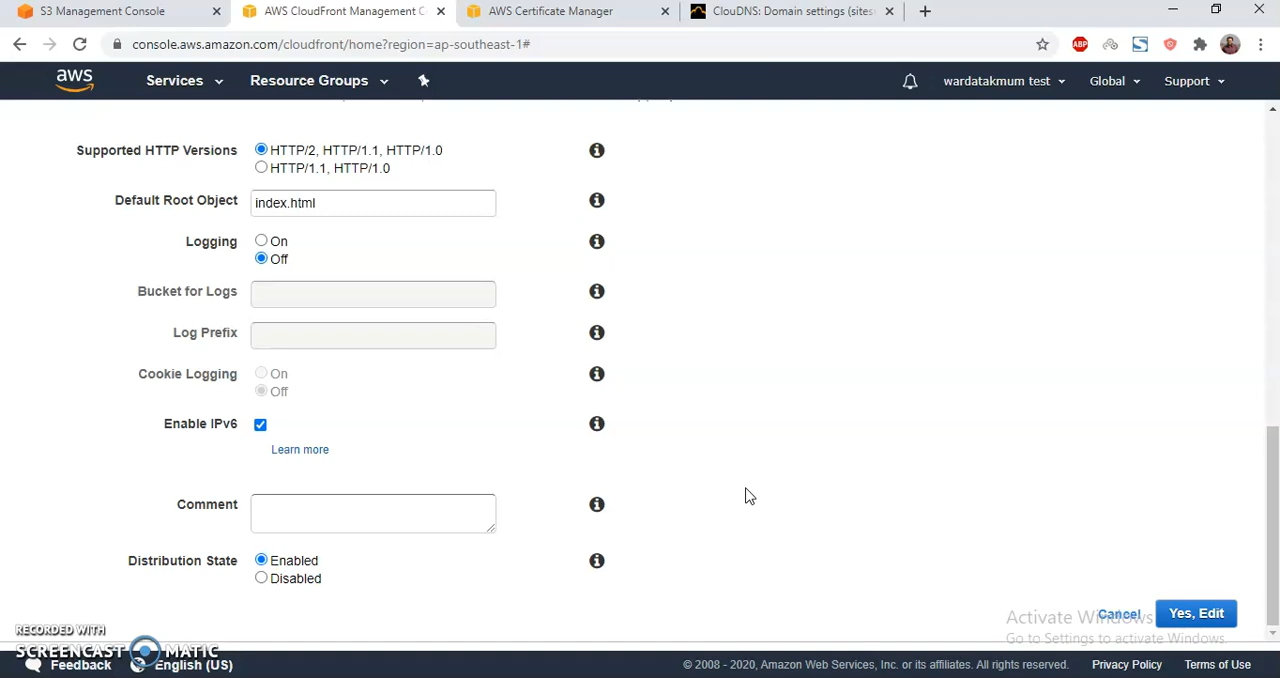 S3 Management Console
AWS CloudFront Management C
AWS Certificate Manager
ClouDNS: Domain settings (sites
console.aws.amazon.com/cloudfront/home?region=ap-southeast-1#
ABP
aws
Services
Resource Groups
wardatakmum test
Global
Support
Supported HTTP Versions
HTTP/2, HTTP/1.1, HTTP/1.0
HTTP/1.1, HTTP/1.0
Default Root Object
index.html
Logging
On
Off
Bucket for Logs
Log Prefix
Cookie Logging
On
Off
Enable IPv6
Learn more
Comment
Distribution State
Enabled
Disabled
Cancel
Yes, Edit
Activate Windows
Go to Settings to activate Windows.
RECORDED WITH
SCREENCAST MATIC
Feedback
English (US)
© 2008 - 2020, Amazon Web Services, Inc. or its affiliates. All rights reserved.
Privacy Policy
Terms of Use